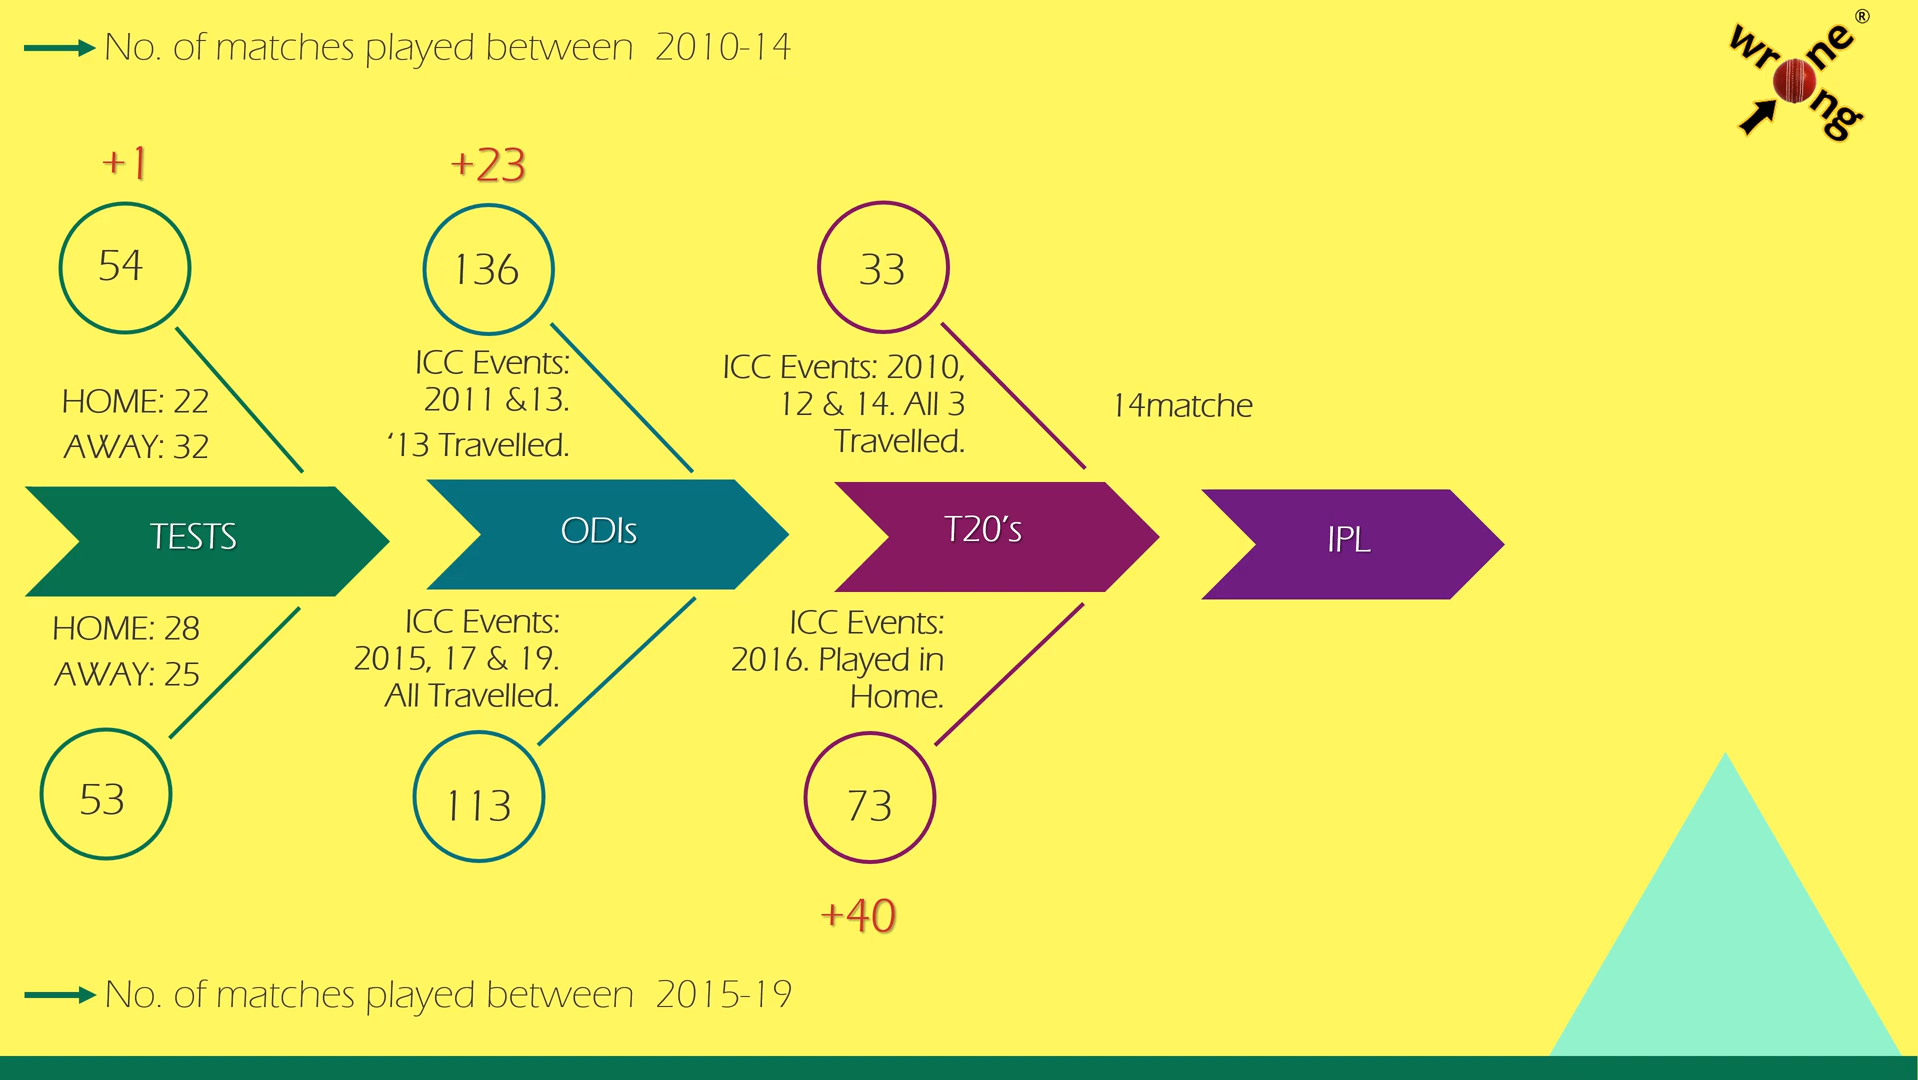 No. of matches played between 2010-14
wr ne ®
ng
+1
+23
54
136
33
HOME: 22
AWAY: 32
ICC Events:
2011 &13.
‘13 Travelled.
ICC Events: 2010,
12 & 14. All 3
Travelled.
14matche
TESTS
ODIs
T20’s
IPL
HOME: 28
AWAY: 25
ICC Events:
2015, 17 & 19.
All Travelled.
ICC Events:
2016. Played in
Home.
53
113
73
+40
No. of matches played between 2015-19